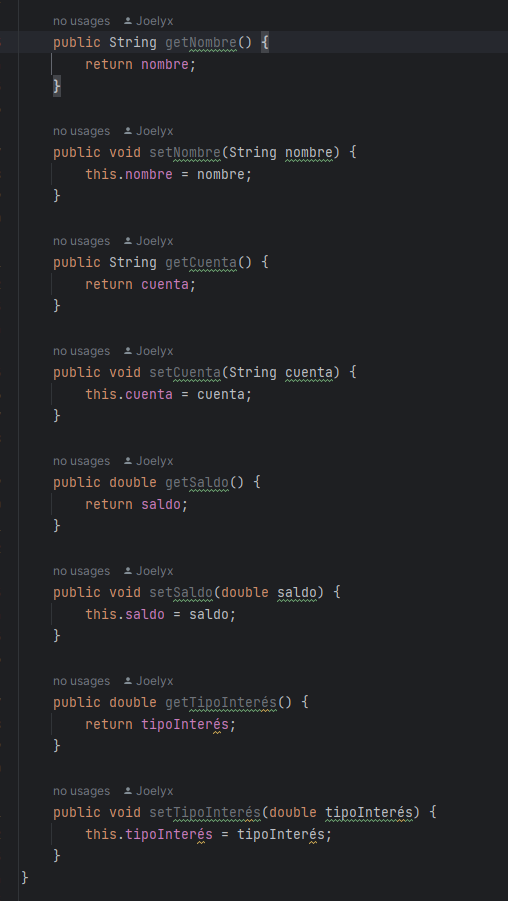 no usages Joelyx
public String getNombre() {
return nombre;
}
no usages Joelyx
public void setNombre(String nombre) {
this.nombre = nombre;
}
no usages Joelyx
public String getCuenta() {
return cuenta;
}
no usages Joelyx
public void setCuenta(String cuenta) {
this.cuenta = cuenta;
}
no usages Joelyx
public double getSaldo() {
return saldo;
}
no usages Joelyx
public void setSaldo(double saldo) {
this.saldo = saldo;
}
no usages Joelyx
public double getTipoInterés() {
return tipoInterés;
}
no usages Joelyx
public void setTipoInterés(double tipoInterés) {
this.tipoInterés = tipoInterés;
}
}